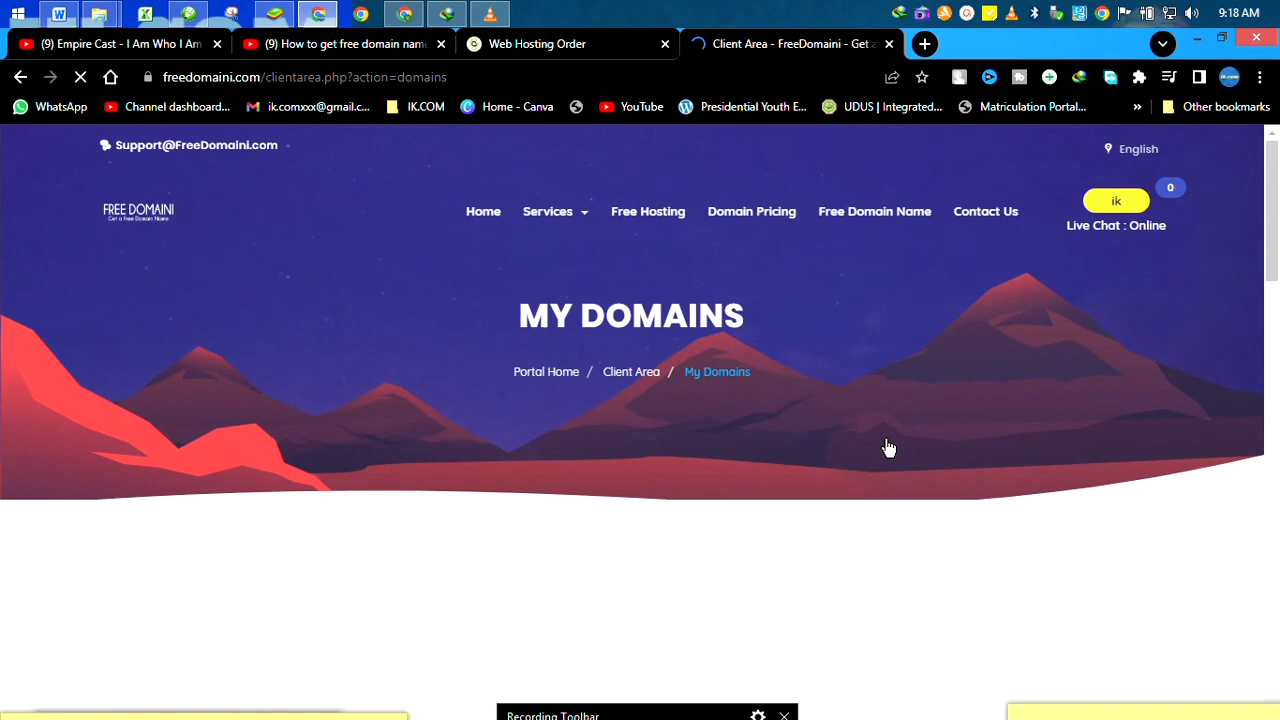 9:18 AM
(9) Empire Cast - I Am Who I Am
(9) How to get free domain name
Web Hosting Order
Client Area - FreeDomaini - Get a
freedomaini.com/clientarea.php?action=domains
WhatsApp
Channel dashboard...
ik.comxxx@gmail.c...
IK.COM
Home - Canva
YouTube
Presidential Youth E...
UDUS | Integrated...
Matriculation Portal...
»
Other bookmarks
Support@FreeDomaini.com
English
FREE DOMAINI
Get a Free Domain Name
Home
Services
Free Hosting
Domain Pricing
Free Domain Name
Contact Us
0
ik
Live Chat : Online
MY DOMAINS
Portal Home / Client Area / My Domains
Recording Toolbar